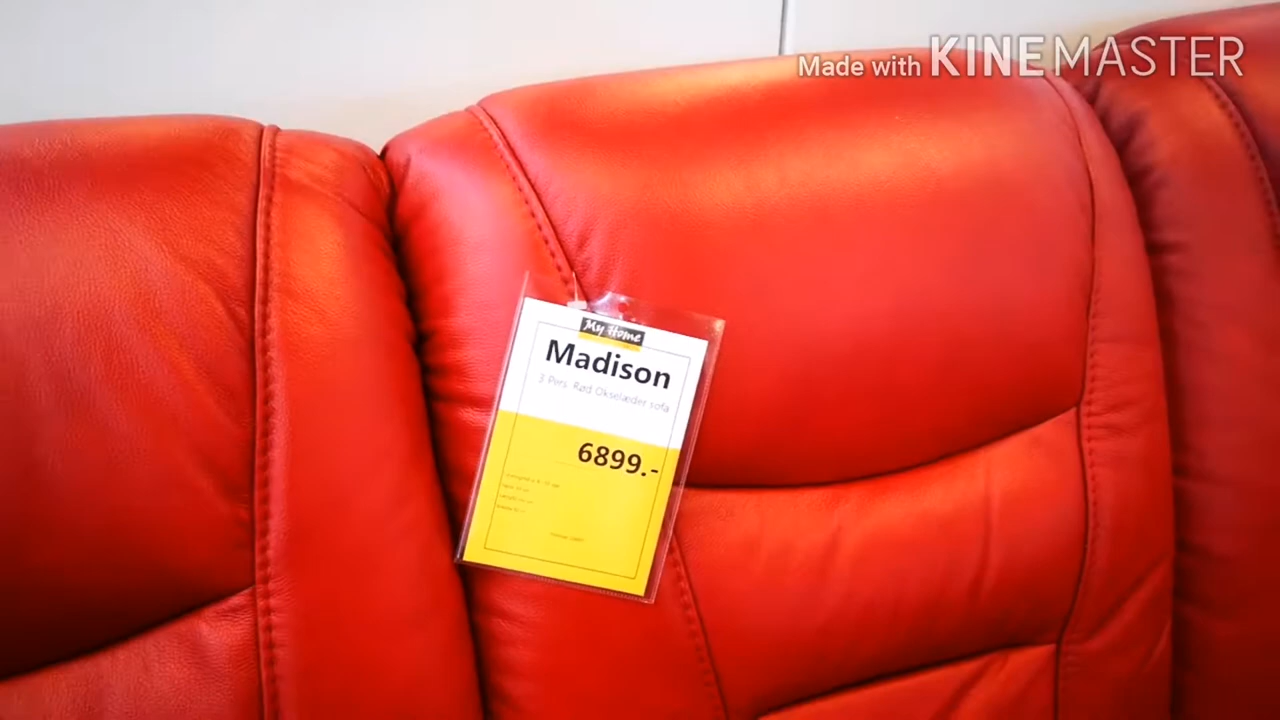 Made with KINEMASTER
My Home
Madison
3 Pers. Rød Okselæder sofa
6899.-